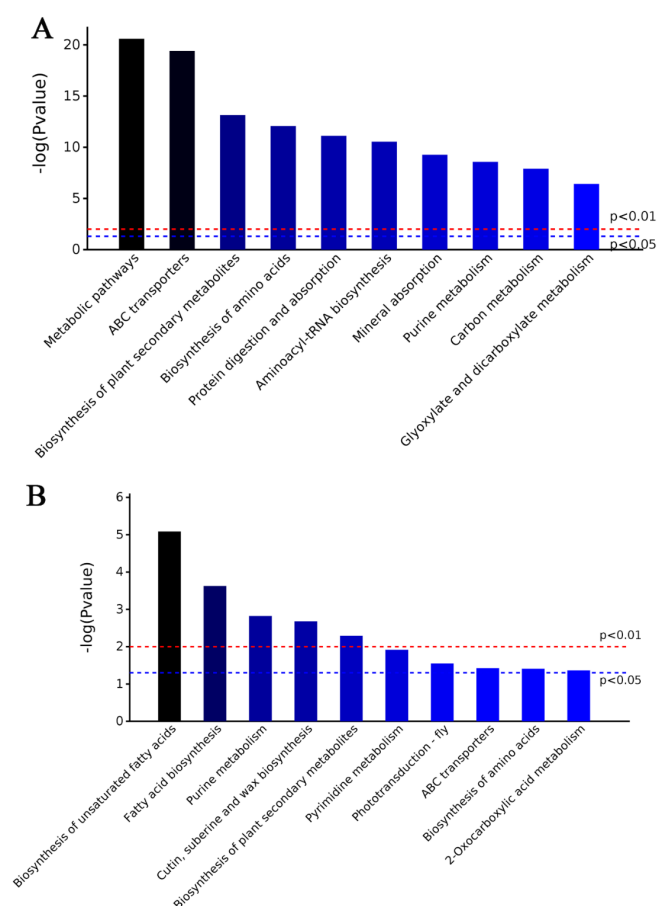 A
-log(Pvalue)
20
15
10
5
0
p<0.01
p<0.05
Metabolic pathways
ABC transporters
Biosynthesis of plant secondary metabolites
Biosynthesis of amino acids
Protein digestion and absorption
Aminoacyl-tRNA biosynthesis
Mineral absorption
Purine metabolism
Carbon metabolism
Glyoxylate and dicarboxylate metabolism
B
-log(Pvalue)
6
5
4
3
2
1
0
p<0.01
p<0.05
Biosynthesis of unsaturated fatty acids
Fatty acid biosynthesis
Purine metabolism
Cutin, suberine and wax biosynthesis
Biosynthesis of plant secondary metabolites
Pyrimidine metabolism
Phototransduction - fly
ABC transporters
Biosynthesis of amino acids
2-Oxocarboxylic acid metabolism